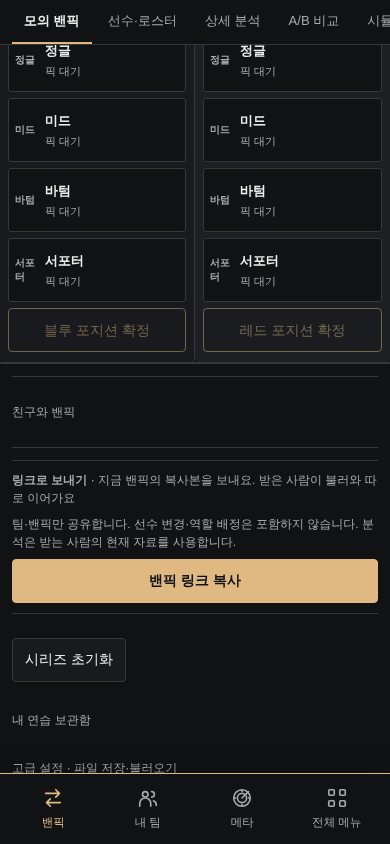 모의 밴픽 선수·로스터 상세 분석 A/B 비교
정글 정글 정글 정글
픽 대기 픽 대기
미드 미드 미드 미드
픽 대기 픽 대기
바텀 바텀 바텀 바텀
픽 대기 픽 대기
서포터 서포터 서포터 서포터
픽 대기 픽 대기
블루 포지션 확정 레드 포지션 확정
친구와 밴픽
링크로 보내기 · 지금 밴픽의 복사본을 보내요. 받은 사람이 불러와 따
로 이어가요
팀·밴픽만 공유합니다. 선수 변경·역할 배정은 포함하지 않습니다. 분
석은 받는 사람의 현재 자료를 사용합니다.
밴픽 링크 복사
시리즈 초기화
내 연습 보관함
고급 설정 · 파일 저장·불러오기
밴픽 내 팀 메타 전체 메뉴